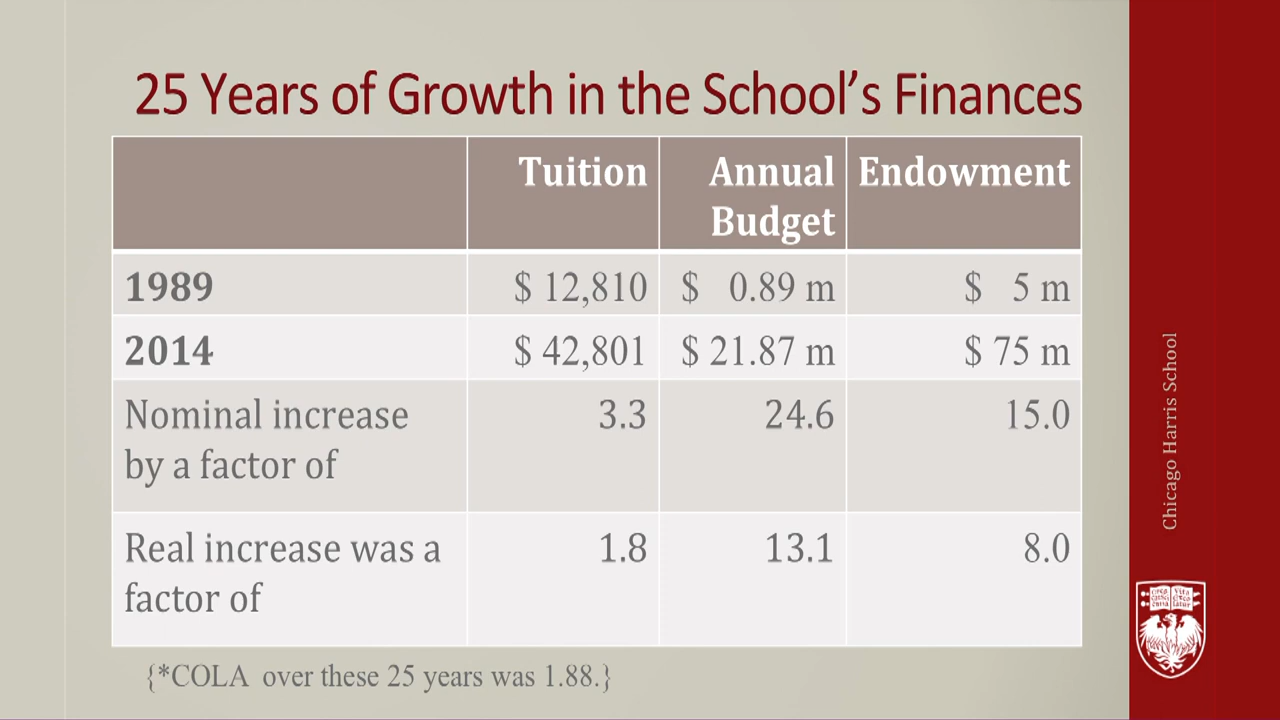 25 Years of Growth in the School's Finances
Tuition
Annual
Budget
Endowment
1989
$ 12,810
$ 0.89 m
$ 5 m
2014
$ 42,801
$ 21.87 m
$ 75 m
Nominal increase
by a factor of
3.3
24.6
15.0
Real increase was a
factor of
1.8
13.1
8.0
{*COLA over these 25 years was 1.88.}
Chicago Harris School